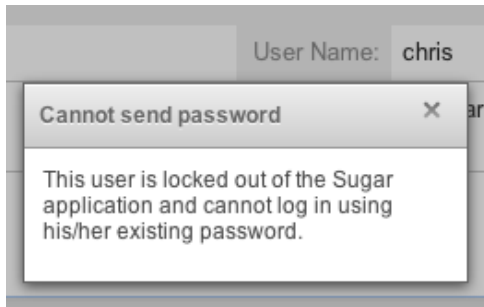 User Name: chris
Cannot send password ×
ar
This user is locked out of the Sugar
application and cannot log in using
his/her existing password.